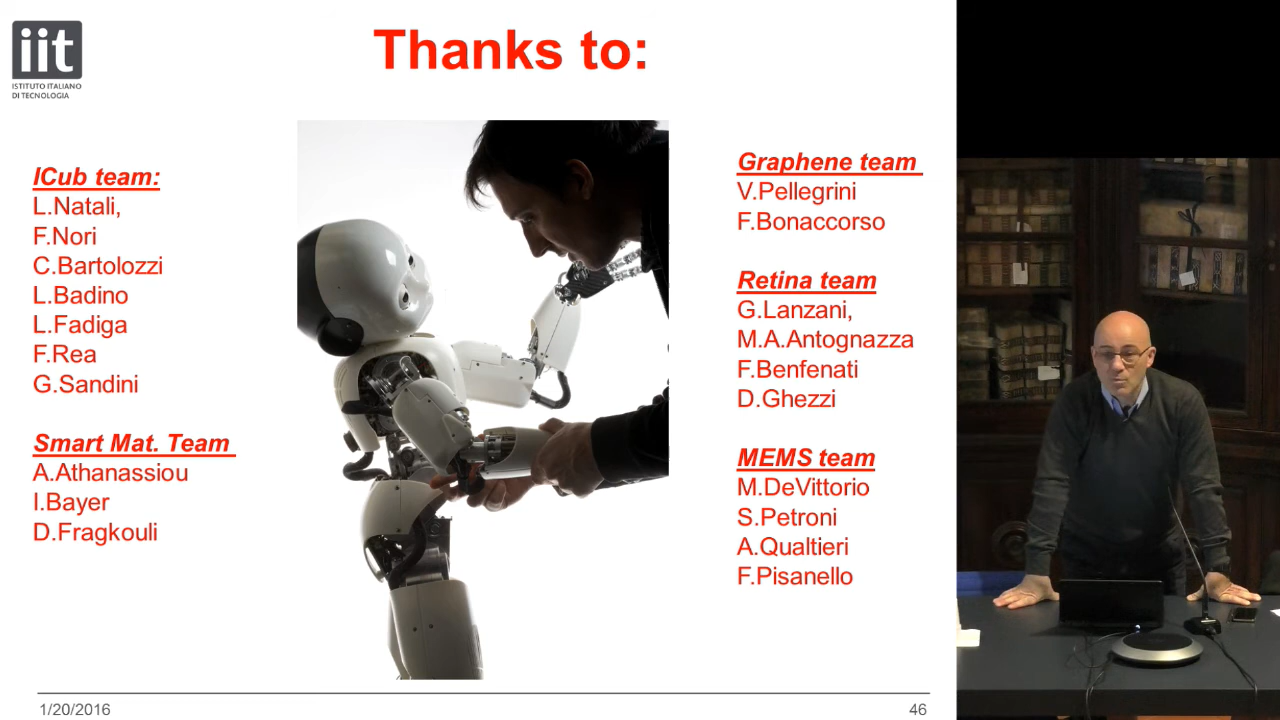 iit
ISTITUTO ITALIANO
DI TECNOLOGIA
Thanks to:
ICub team:
L.Natali,
F.Nori
C.Bartolozzi
L.Badino
L.Fadiga
F.Rea
G.Sandini
Smart Mat. Team
A.Athanassiou
I.Bayer
D.Fragkouli
Graphene team
V.Pellegrini
F.Bonaccorso
Retina team
G.Lanzani,
M.A.Antognazza
F.Benfenati
D.Ghezzi
MEMS team
M.DeVittorio
S.Petroni
A.Qualtieri
F.Pisanello
1/20/2016
46